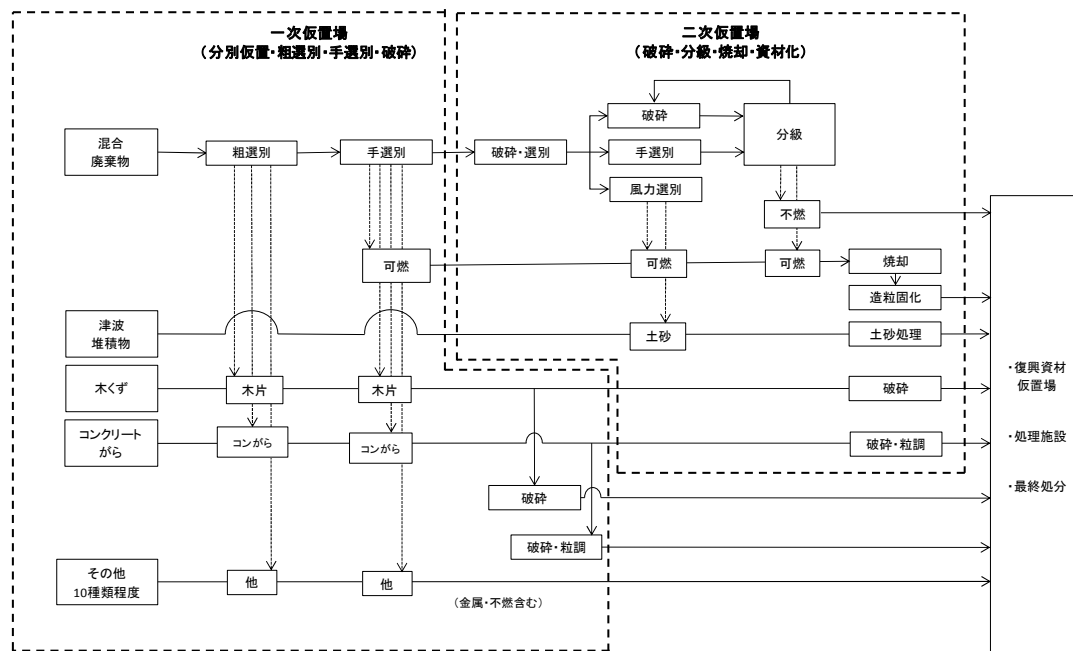 一次仮置場
（分別仮置・粗選別・手選別・破砕）
二次仮置場
（破砕・分級・焼却・資材化）
混合
廃棄物
粗選別
手選別
破砕・選別
破砕
手選別
風力選別
分級
不燃
可燃
可燃
可燃
焼却
造粒固化
津波
堆積物
土砂
土砂処理
木くず
木片
木片
破砕
コンクリート
がら
コンがら
コンがら
破砕・粒調
破砕
破砕・粒調
その他
10種類程度
他
他
（金属・不燃含む）
・復興資材
仮置場
・処理施設
・最終処分